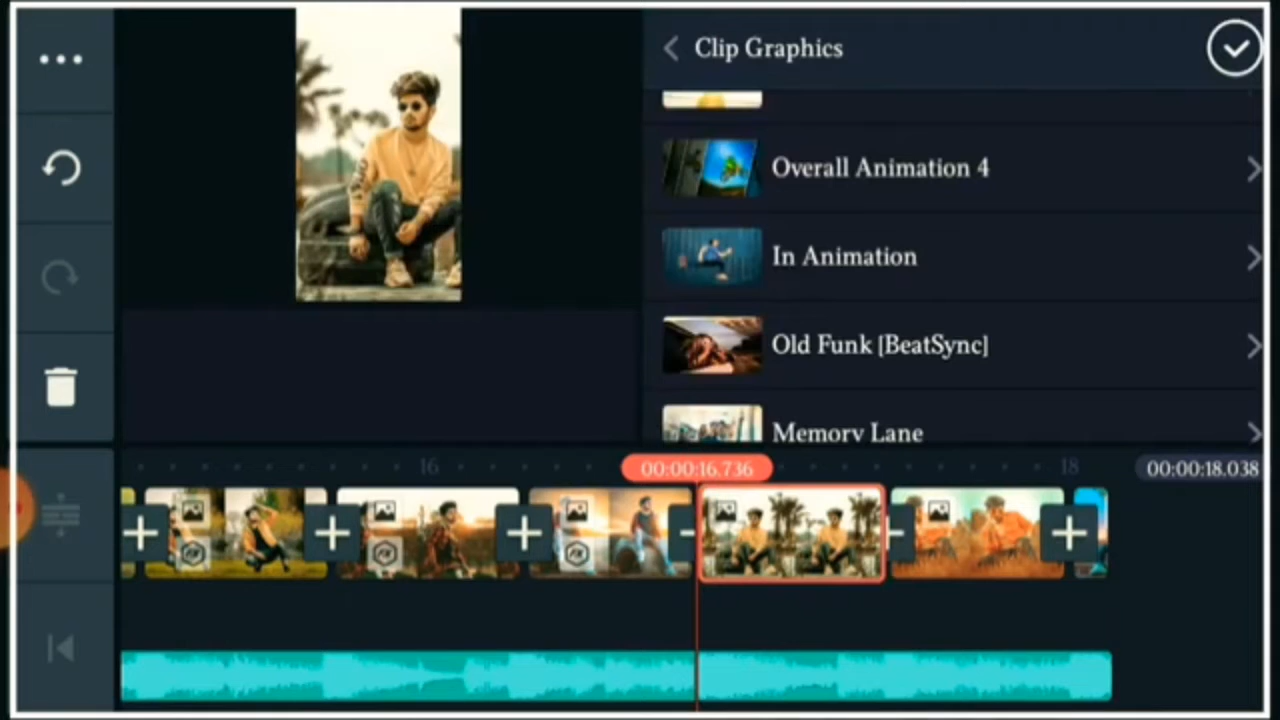 Clip Graphics
Overall Animation 4
In Animation
Old Funk [BeatSync]
Memory Lane
16
00:00:16.736
18
00:00:18.038